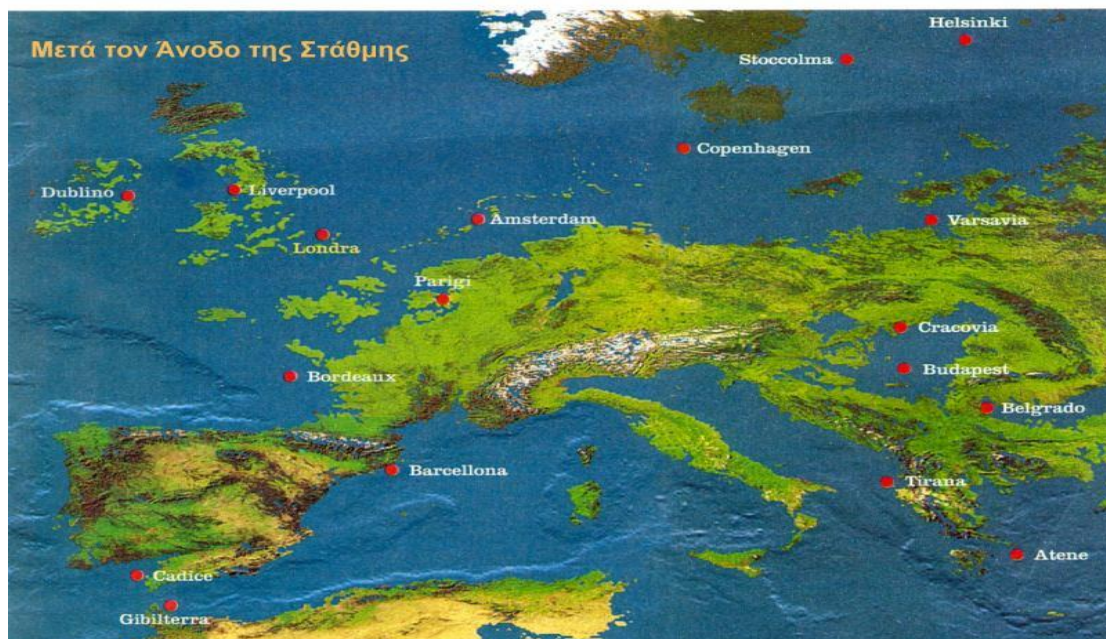 Μετά τον Άνοδο της Στάθμης
Helsinki
Stoccolma
Copenhagen
Dublino
Liverpool
Amsterdam
Varsavia
Londra
Parigi
Cracovia
Budapest
Bordeaux
Belgrado
Barcellona
Tirana
Atene
Cadice
Gibilterra